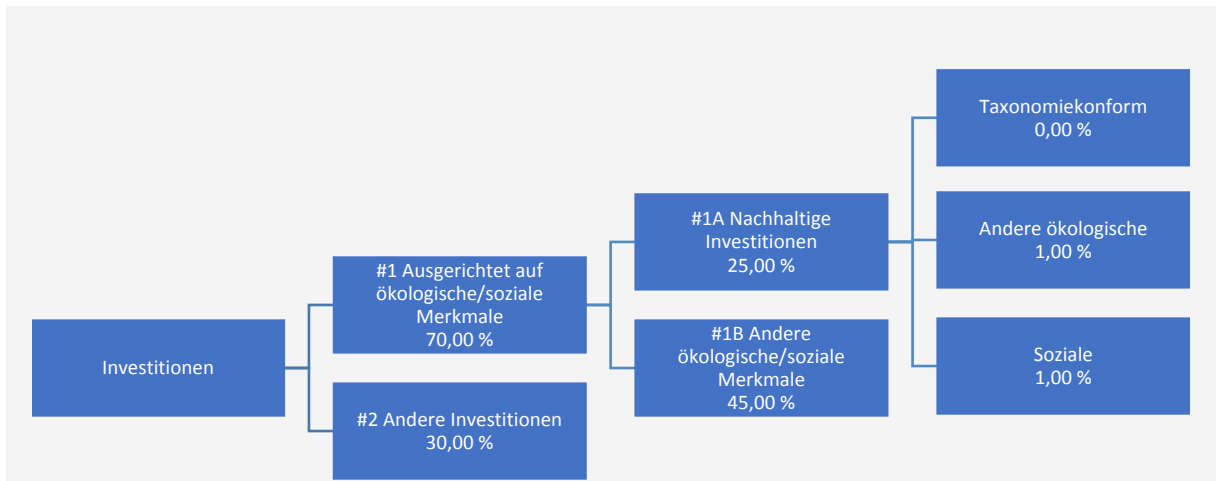 Investitionen
#1 Ausgerichtet auf
ökologische/soziale
Merkmale
70,00 %
#2 Andere Investitionen
30,00 %
#1A Nachhaltige
Investitionen
25,00 %
#1B Andere
ökologische/soziale
Merkmale
45,00 %
Taxonomiekonform
0,00 %
Andere ökologische
1,00 %
Soziale
1,00 %